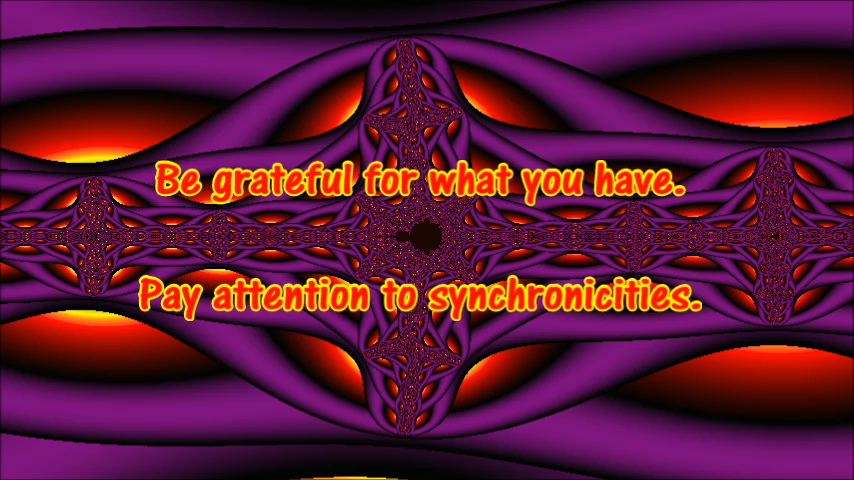 Be grateful for what you have.
Pay attention to synchronicities.